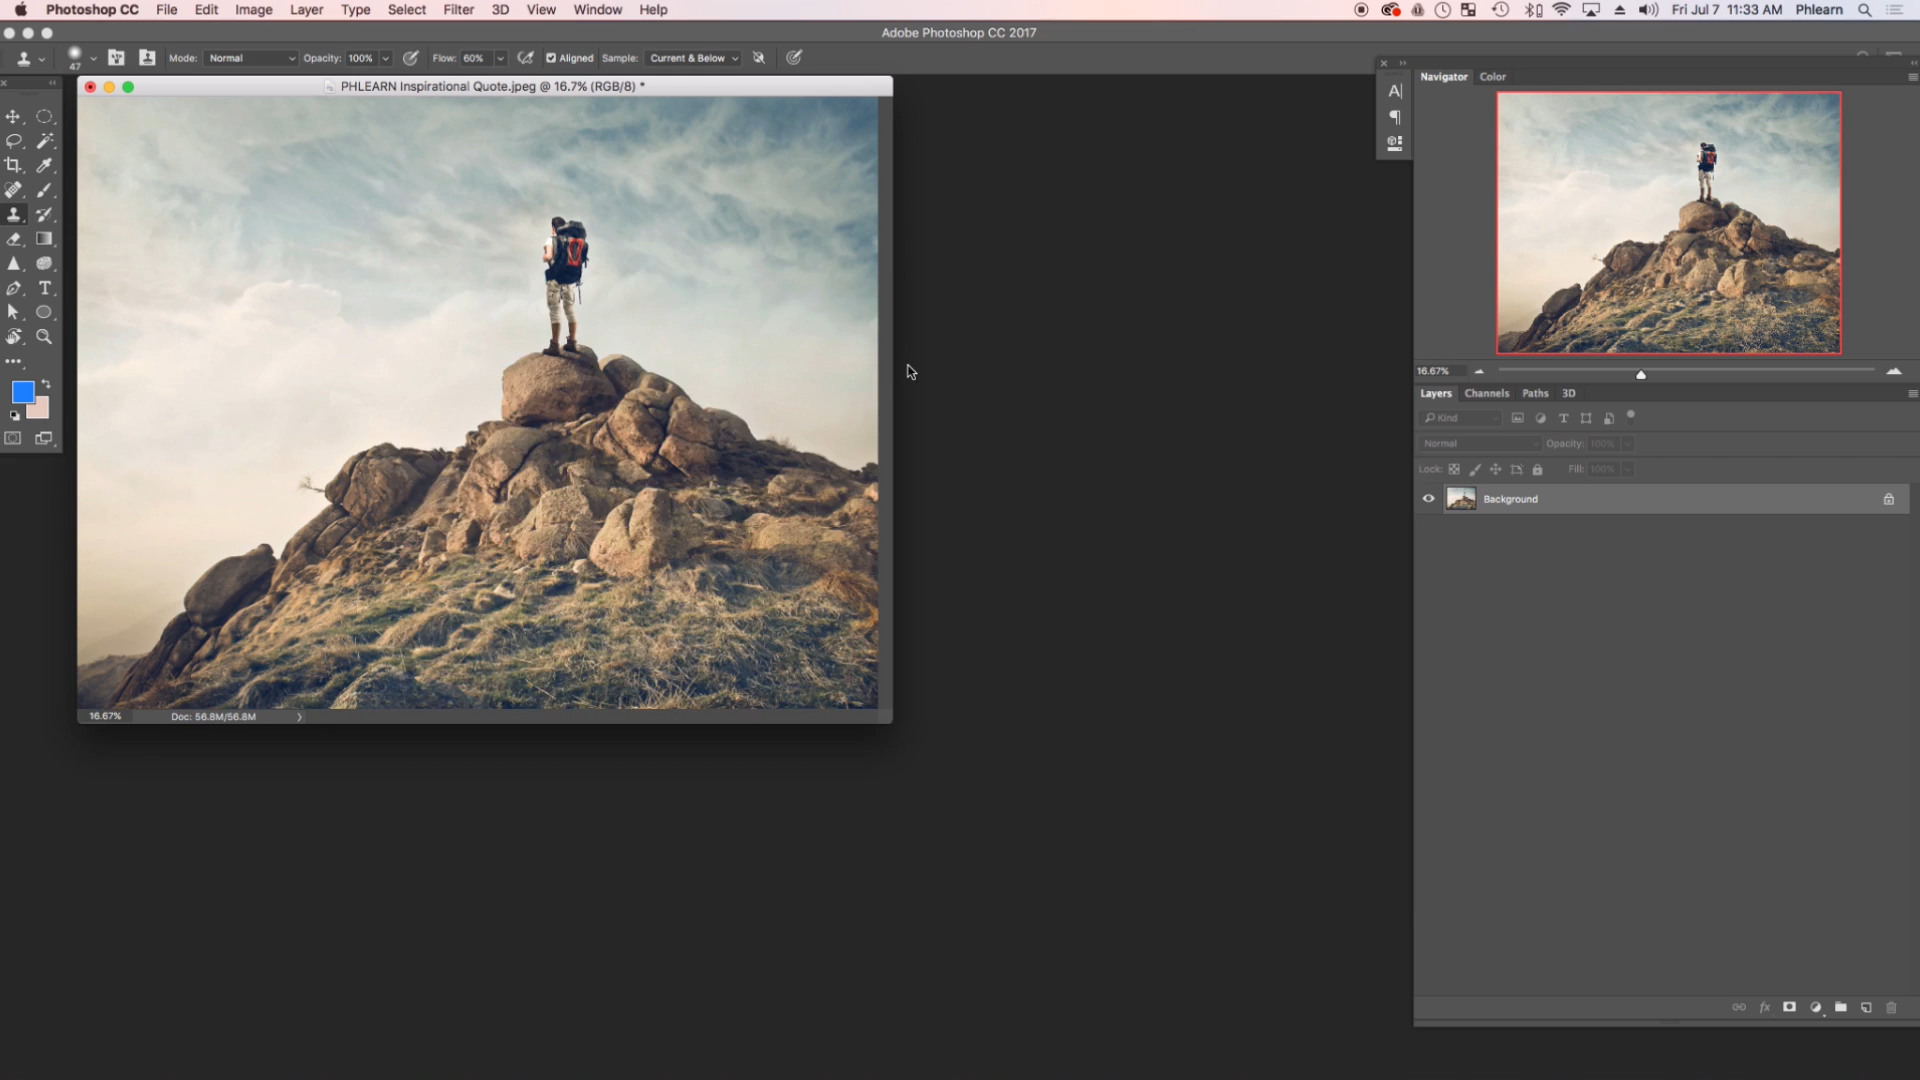 Photoshop CC File Edit Image Layer Type Select Filter 3D View Window Help Fri Jul 7 11:33 AM Phlearn
Adobe Photoshop CC 2017
47 Mode: Normal Opacity: 100% Flow: 60% Aligned Sample: Current & Below
Navigator Color
PHLEARN Inspirational Quote.jpeg @ 16.7% (RGB/8) *
16.67%
Layers Channels Paths 3D
Kind
Normal Opacity: 100%
Lock: Fill: 100%
Background
16.67% Doc: 56.8M/56.8M